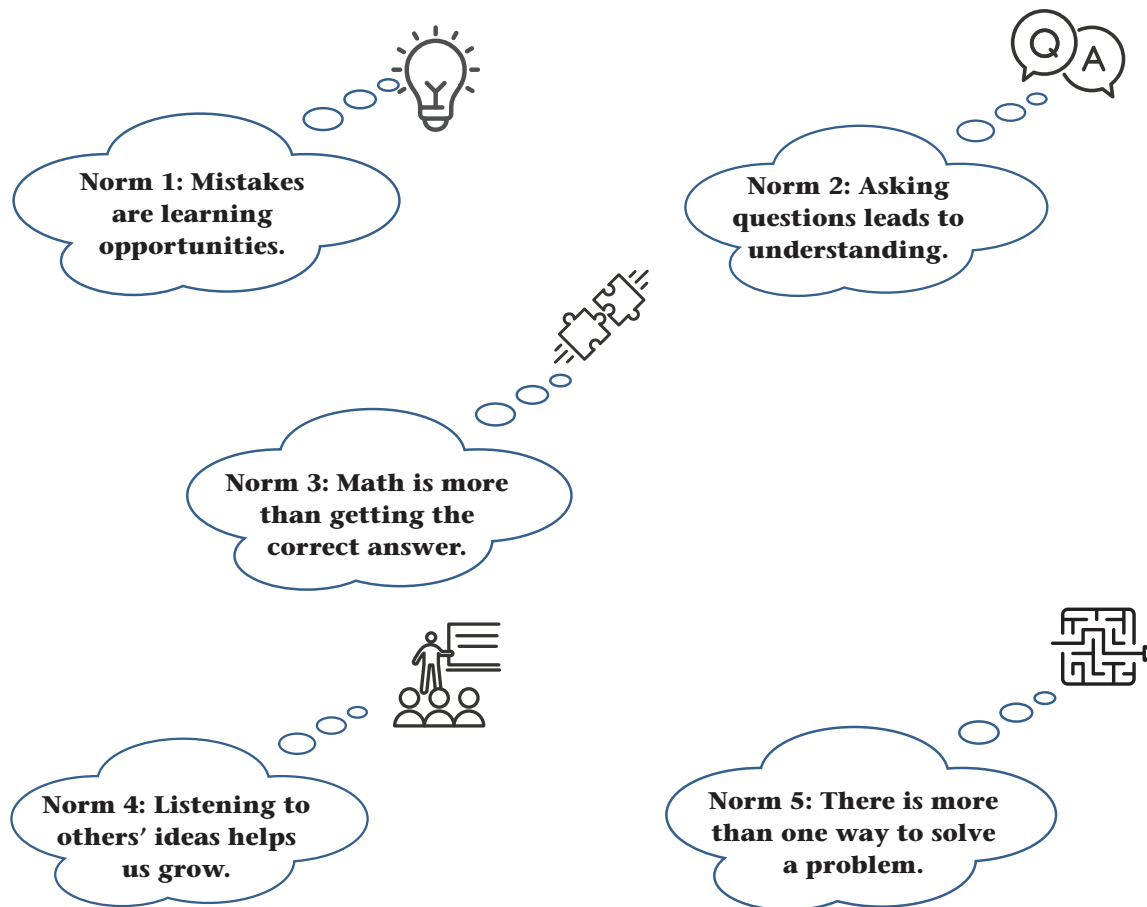 Q A
Norm 1: Mistakes
are learning
opportunities.
Norm 2: Asking
questions leads to
understanding.
Norm 3: Math is more
than getting the
correct answer.
Norm 4: Listening to
others’ ideas helps
us grow.
Norm 5: There is more
than one way to solve
a problem.